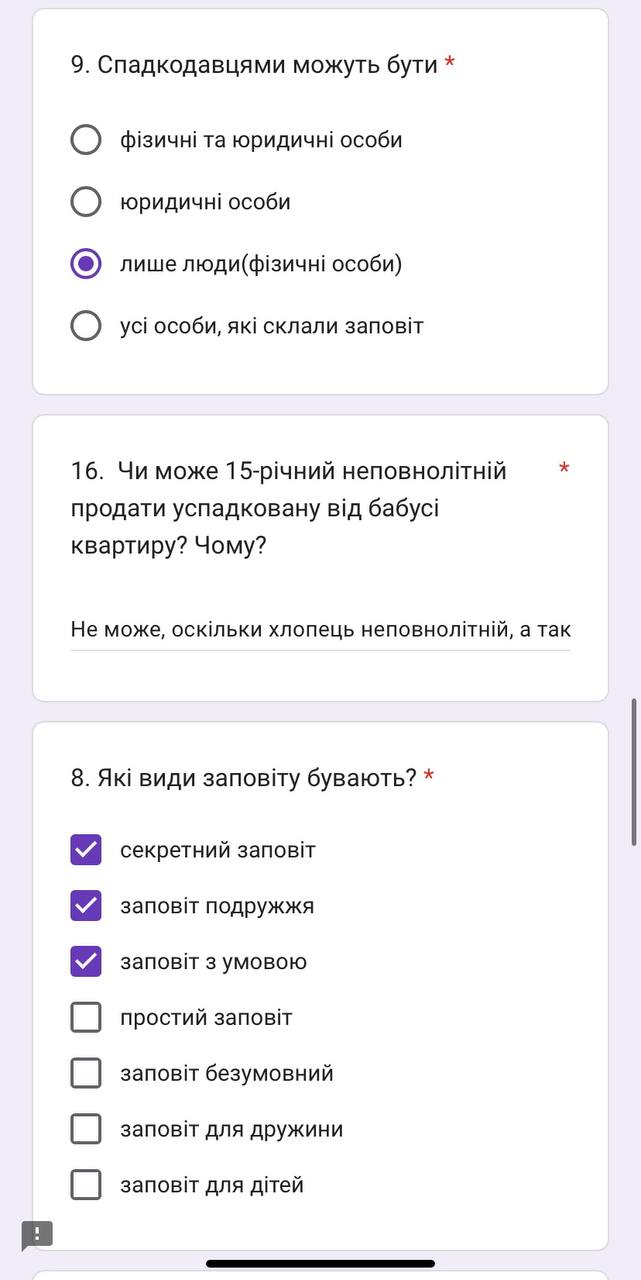 9. Спадкодавцями можуть бути *
фізичні та юридичні особи
юридичні особи
лише люди(фізичні особи)
усі особи, які склали заповіт
16. Чи може 15-річний неповнолітній *
продати успадковану від бабусі
квартиру? Чому?
Не може, оскільки хлопець неповнолітній, а так
8. Які види заповіту бувають? *
секретний заповіт
заповіт подружжя
заповіт з умовою
простий заповіт
заповіт безумовний
заповіт для дружини
заповіт для дітей